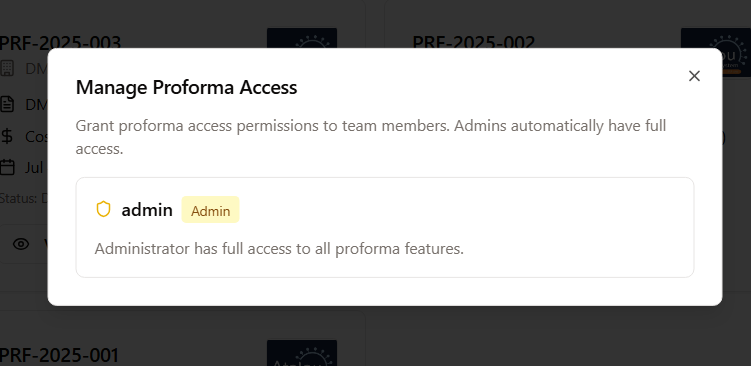 PRF-2025-003
PRF-2025-002
DM
DM
Cos
Jul
Status: D
Manage Proforma Access
Grant proforma access permissions to team members. Admins automatically have full
access.
admin
Admin
Administrator has full access to all proforma features.
PRF-2025-001